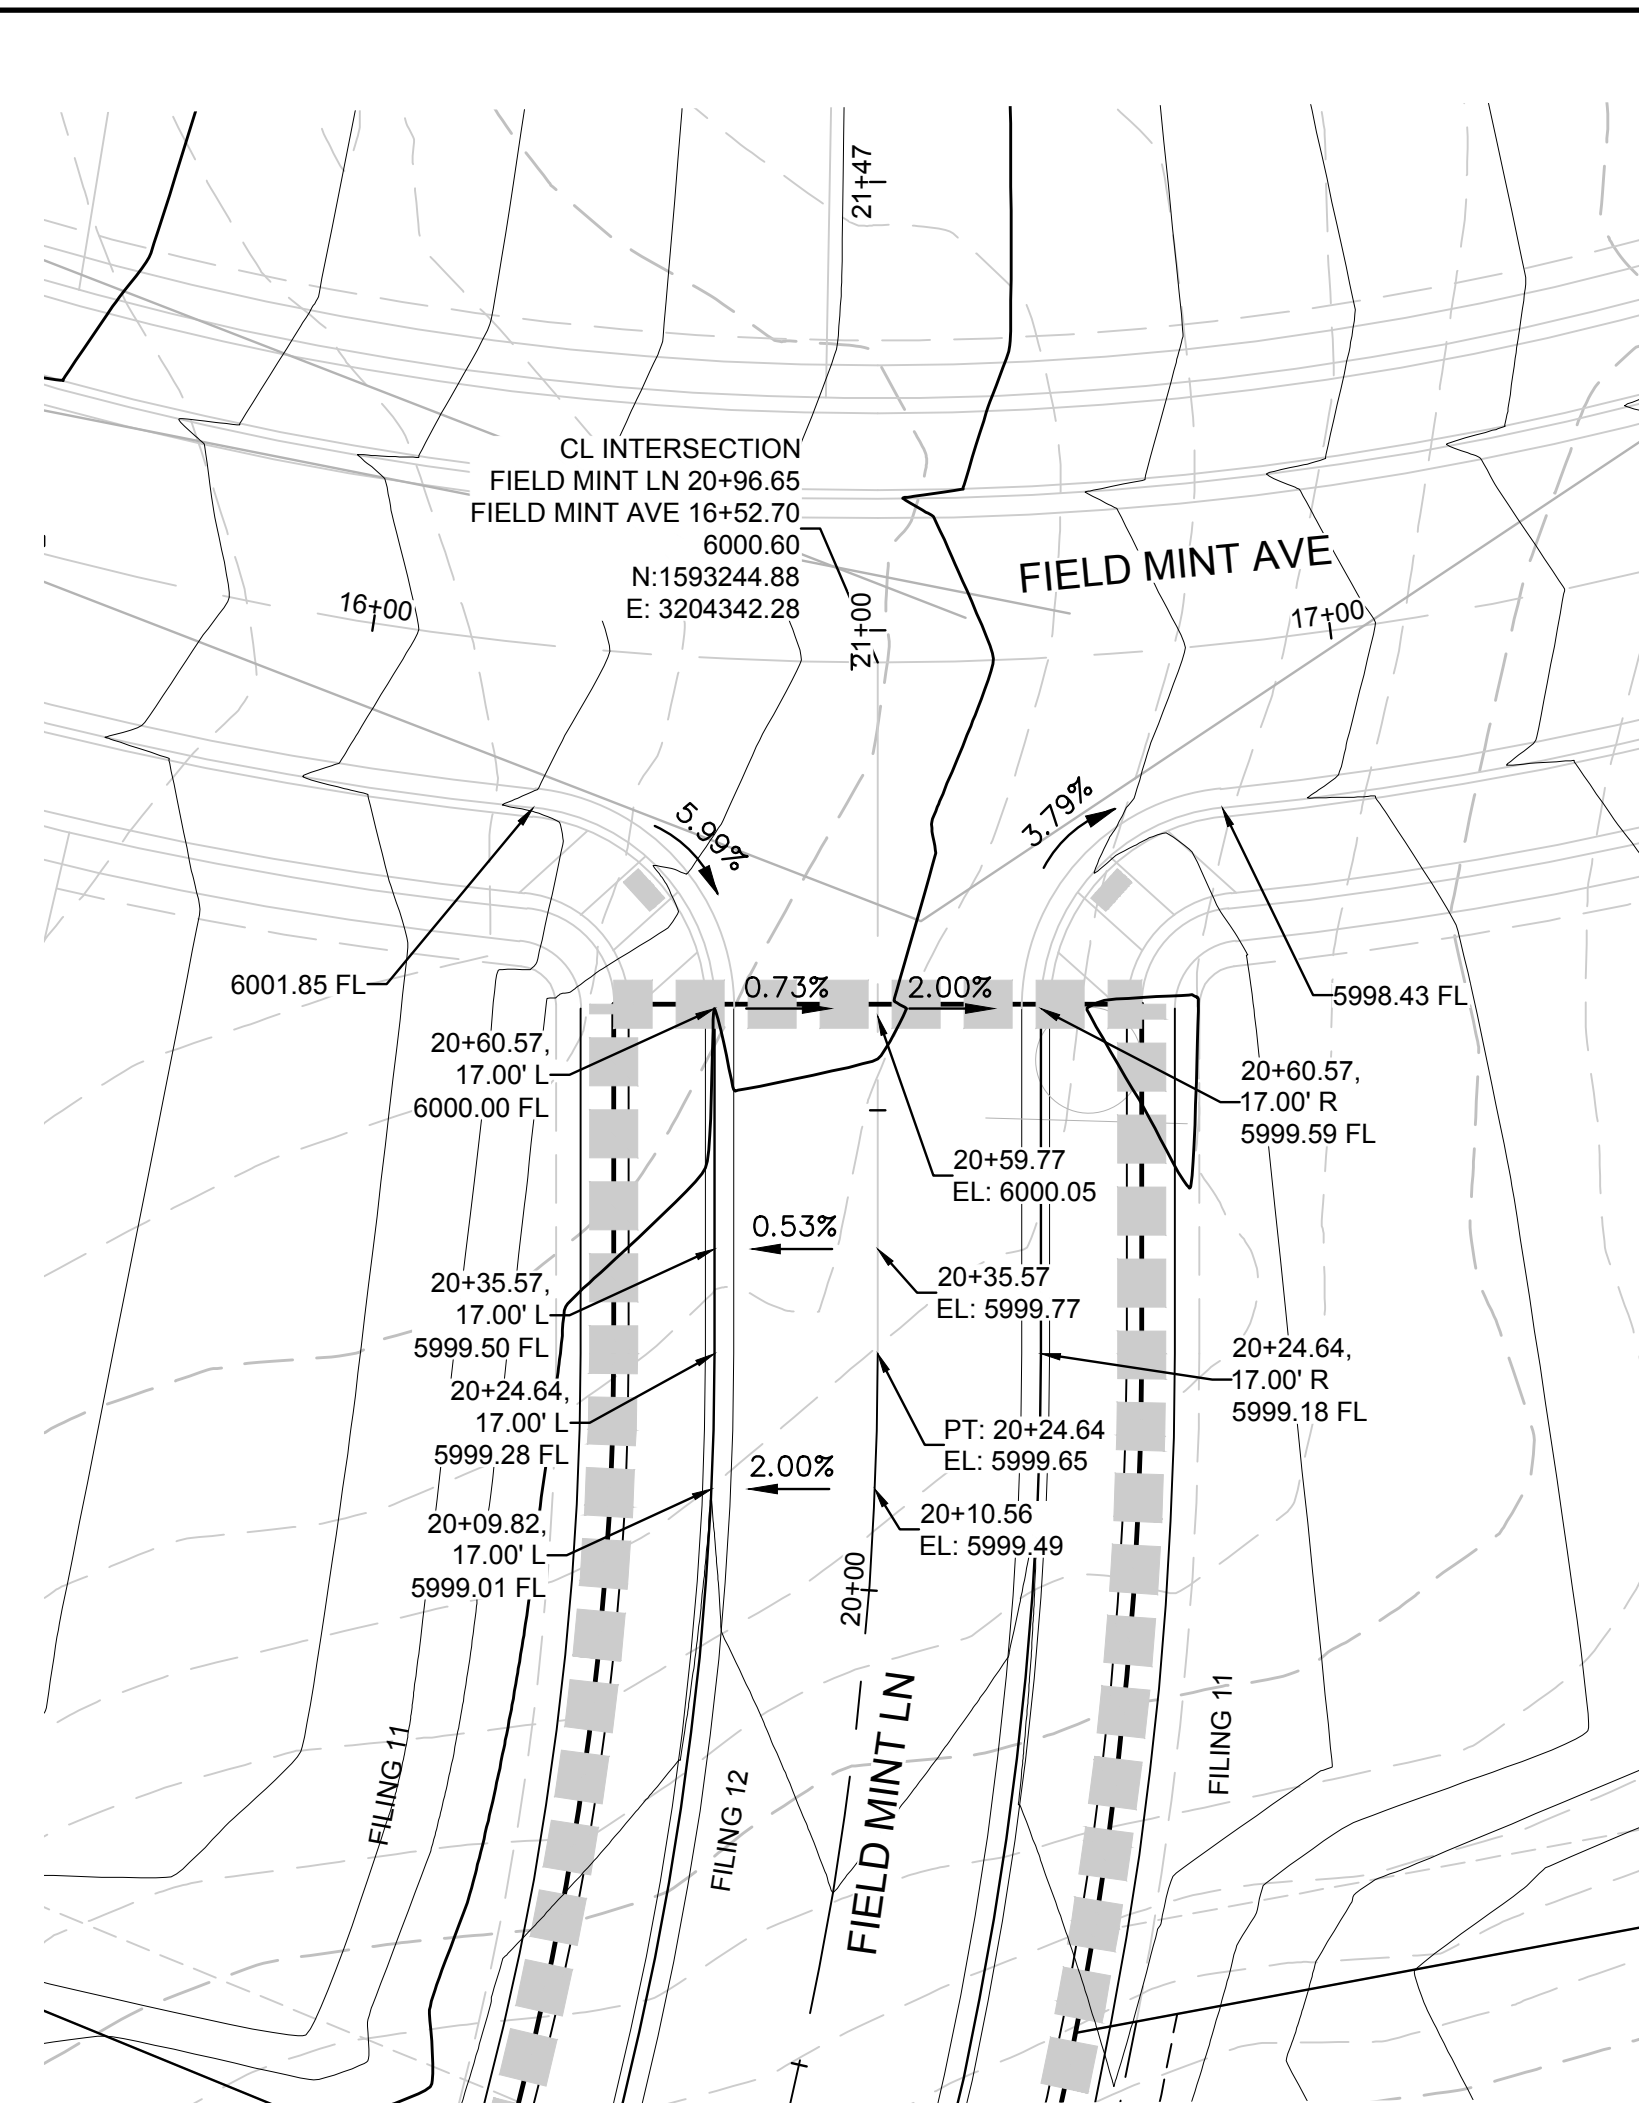 21+47
CL INTERSECTION
FIELD MINT LN 20+96.65
FIELD MINT AVE 16+52.70
6000.60
N:1593244.88
E: 3204342.28
FIELD MINT AVE
16+00
21+00
17+00
5.99%
3.79%
6001.85 FL
0.73%
2.00%
5998.43 FL
20+60.57,
17.00' L
6000.00 FL
20+60.57,
17.00' R
5999.59 FL
20+59.77
EL: 6000.05
0.53%
20+35.57,
17.00' L
5999.50 FL
20+35.57
EL: 5999.77
20+24.64,
17.00' L
5999.28 FL
20+24.64,
17.00' R
5999.18 FL
PT: 20+24.64
EL: 5999.65
2.00%
20+09.82,
17.00' L
5999.01 FL
20+10.56
EL: 5999.49
20+00
FIELD MINT LN
FILING 11
FILING 12
FILING 11